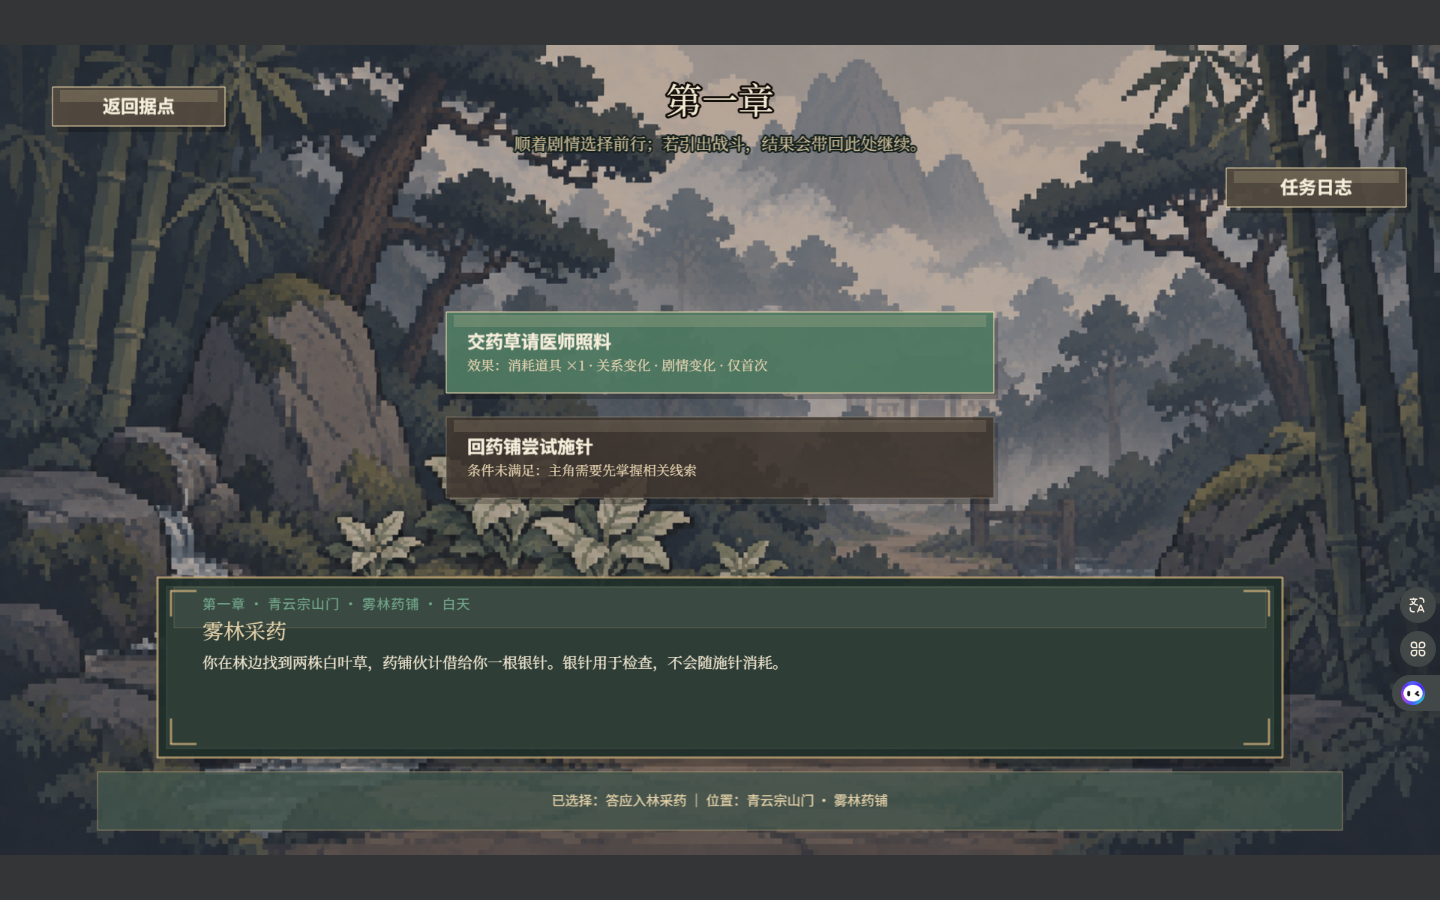 返回据点
第一章
顺着剧情选择前行；若引出战斗，结果会带回此处继续。
任务日志
交药草请医师照料
效果：消耗道具 ×1 · 关系变化 · 剧情变化 · 仅首次
回药铺尝试施针
条件未满足：主角需要先掌握相关线索
第一章 · 青云宗山门 · 雾林药铺 · 白天
雾林采药
你在林边找到两株白叶草，药铺伙计借给你一根银针。银针用于检查，不会随施针消耗。
已选择：答应入林采药 ｜ 位置：青云宗山门 · 雾林药铺